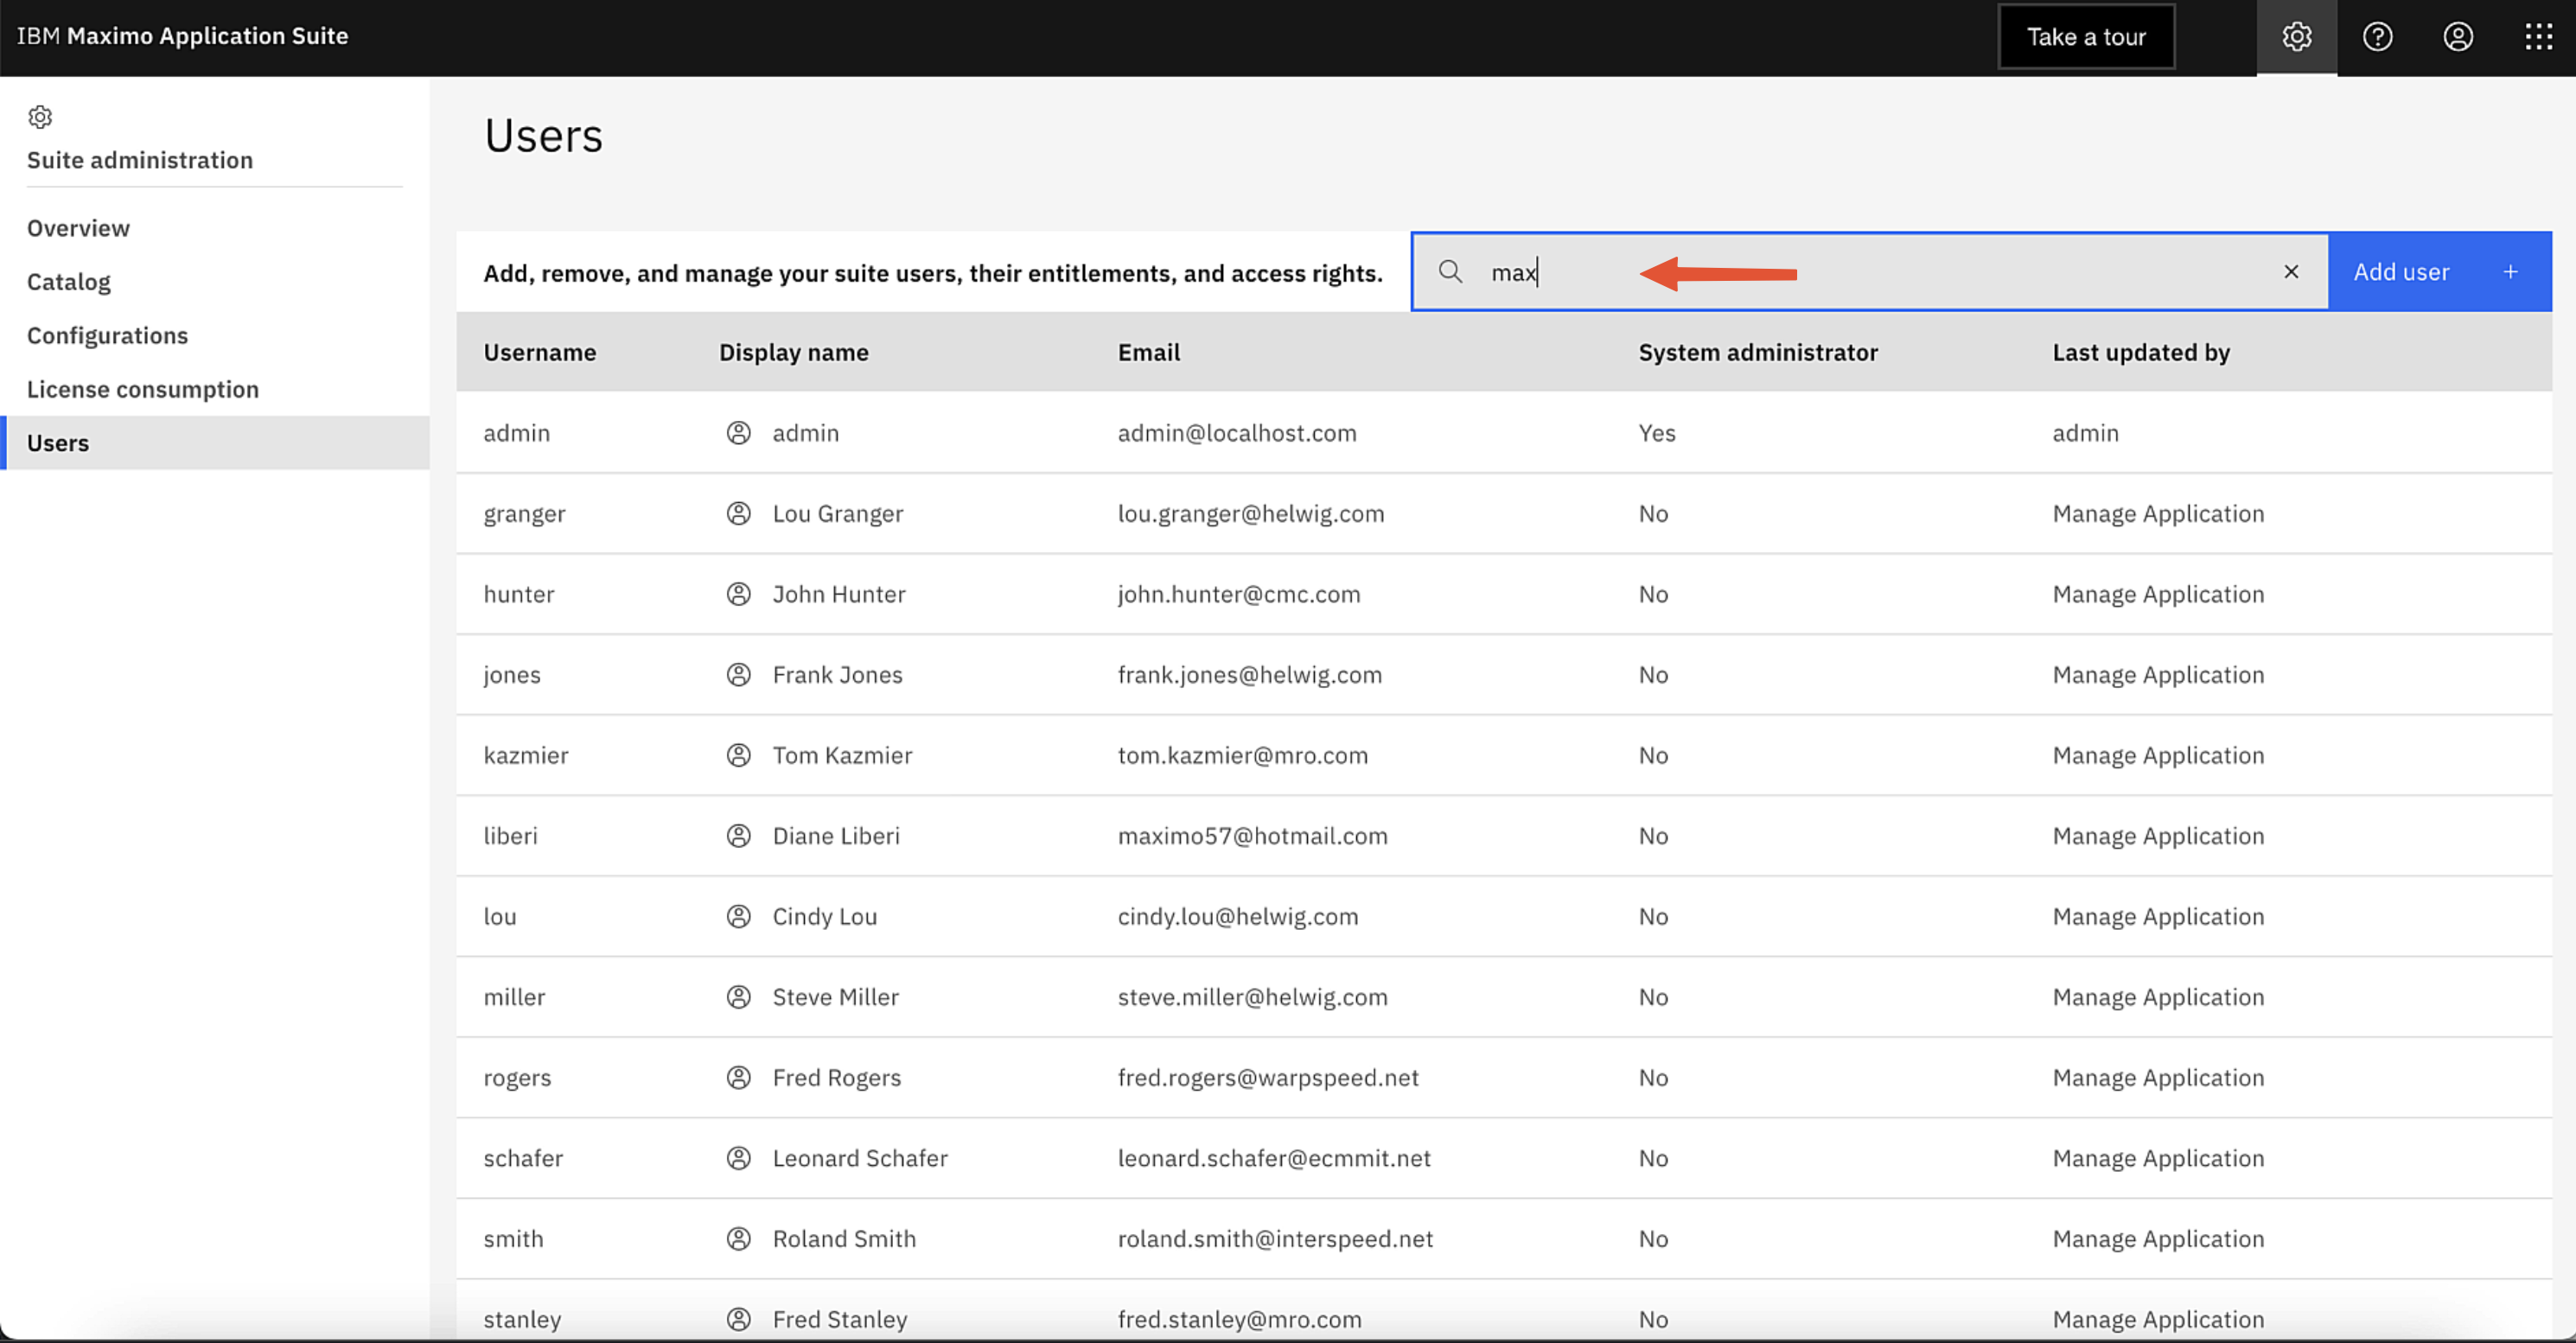 IBM Maximo Application Suite
Take a tour
Suite administration
Overview
Catalog
Configurations
License consumption
Users
Users
Add, remove, and manage your suite users, their entitlements, and access rights.
max
Add user +
Username Display name Email System administrator Last updated by
admin admin admin@localhost.com Yes admin
granger Lou Granger lou.granger@helwig.com No Manage Application
hunter John Hunter john.hunter@cmc.com No Manage Application
jones Frank Jones frank.jones@helwig.com No Manage Application
kazmier Tom Kazmier tom.kazmier@mro.com No Manage Application
liberi Diane Liberi maximo57@hotmail.com No Manage Application
lou Cindy Lou cindy.lou@helwig.com No Manage Application
miller Steve Miller steve.miller@helwig.com No Manage Application
rogers Fred Rogers fred.rogers@warpspeed.net No Manage Application
schafer Leonard Schafer leonard.schafer@ecmmit.net No Manage Application
smith Roland Smith roland.smith@interspeed.net No Manage Application
stanley Fred Stanley fred.stanley@mro.com No Manage Application